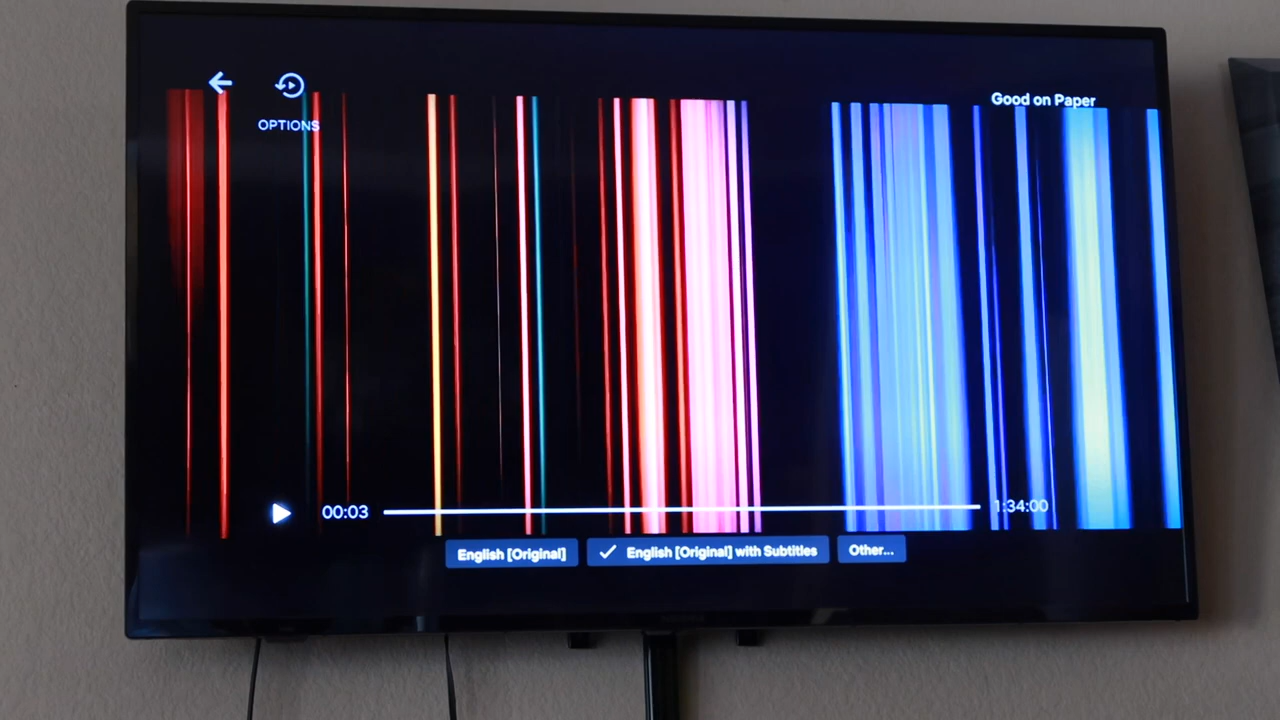 Good on Paper
OPTIONS
00:03
1:34:00
English [Original]
English [Original] with Subtitles
Other...